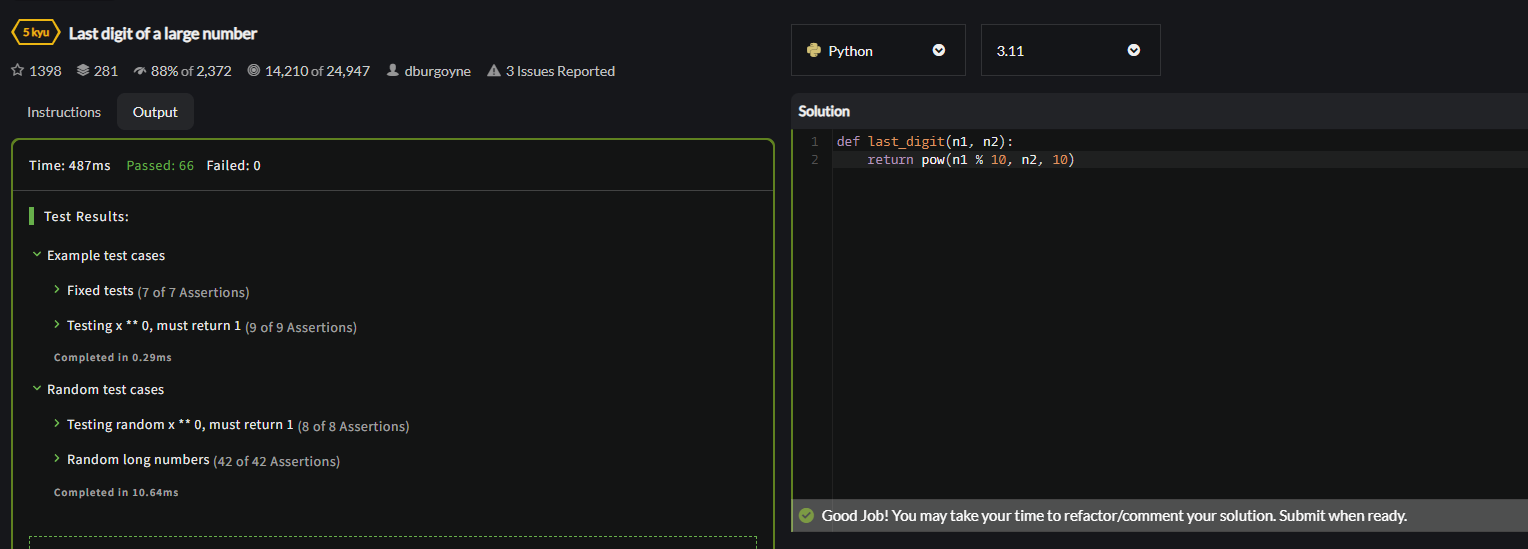 5 kyu Last digit of a large number
1398 281 88% of 2,372 14,210 of 24,947 dburgoyne 3 Issues Reported
Instructions Output
Time: 487ms Passed: 66 Failed: 0
Test Results:
Example test cases
Fixed tests (7 of 7 Assertions)
Testing x ** 0, must return 1 (9 of 9 Assertions)
Completed in 0.29ms
Random test cases
Testing random x ** 0, must return 1 (8 of 8 Assertions)
Random long numbers (42 of 42 Assertions)
Completed in 10.64ms
Python 3.11
Solution
1 def last_digit(n1, n2):
2     return pow(n1 % 10, n2, 10)
Good Job! You may take your time to refactor/comment your solution. Submit when ready.